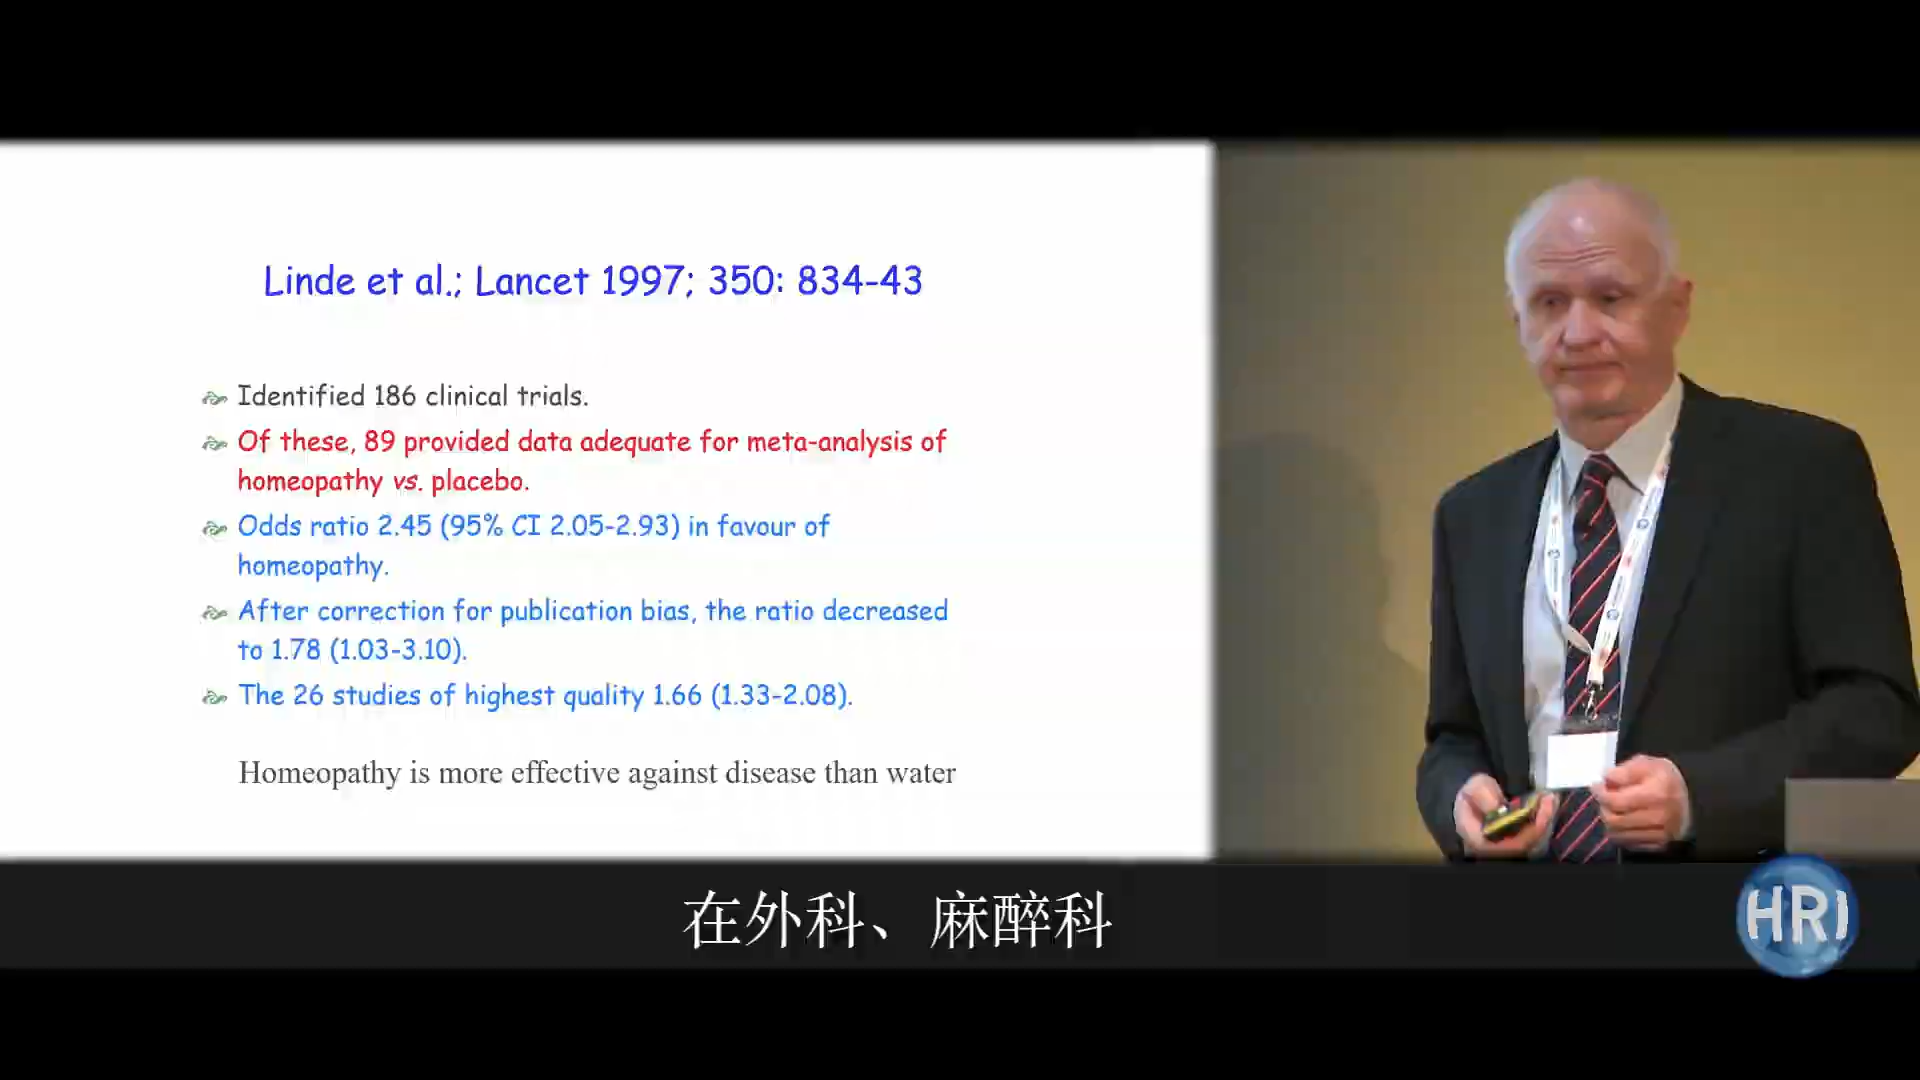 Linde et al.; Lancet 1997; 350: 834-43
Identified 186 clinical trials.
Of these, 89 provided data adequate for meta-analysis of
homeopathy vs. placebo.
Odds ratio 2.45 (95% CI 2.05-2.93) in favour of
homeopathy.
After correction for publication bias, the ratio decreased
to 1.78 (1.03-3.10).
The 26 studies of highest quality 1.66 (1.33-2.08).
Homeopathy is more effective against disease than water
在外科、麻醉科
HRI